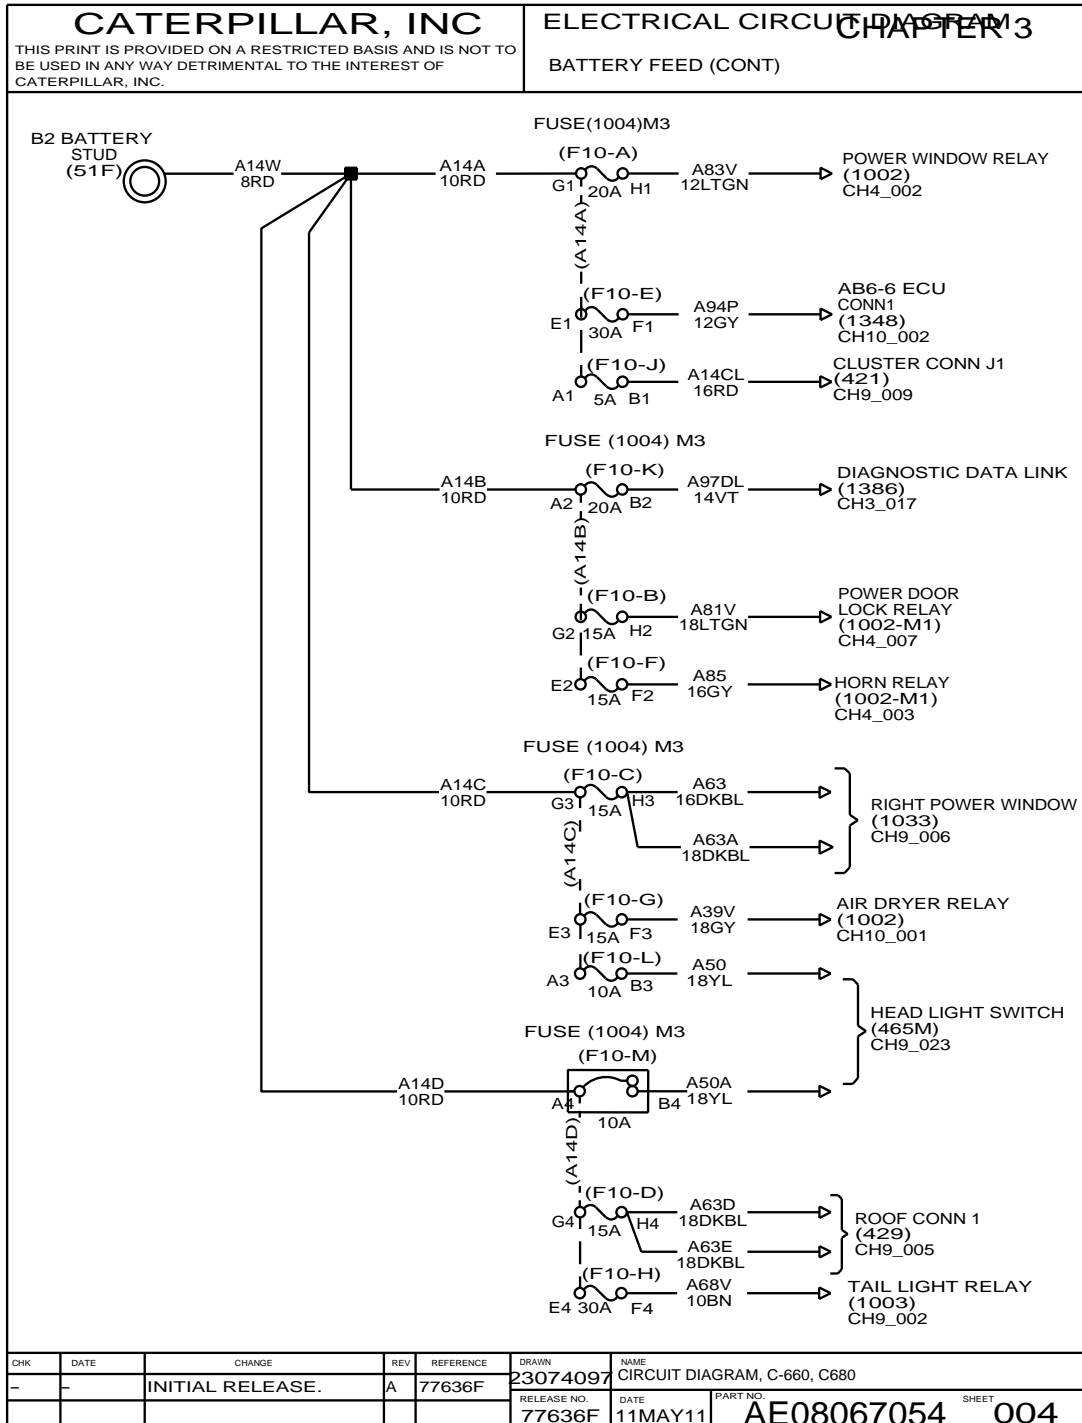 CATERPILLAR, INC
THIS PRINT IS PROVIDED ON A RESTRICTED BASIS AND IS NOT TO
BE USED IN ANY WAY DETRIMENTAL TO THE INTEREST OF
CATERPILLAR, INC.
ELECTRICAL CIRCUIT DIAGRAM
CHAPTER 3
BATTERY FEED (CONT)
B2 BATTERY
STUD
(51F)
A14W
8RD
A14A
10RD
FUSE(1004)M3
(F10-A)
G1
20A
H1
A83V
12LTGN
POWER WINDOW RELAY
(1002)
CH4_002
(A14A)
(F10-E)
E1
30A
F1
A94P
12GY
AB6-6 ECU
CONN1
(1348)
CH10_002
(F10-J)
A1
5A
B1
A14CL
16RD
CLUSTER CONN J1
(421)
CH9_009
FUSE (1004) M3
A14B
10RD
(F10-K)
A2
20A
B2
A97DL
14VT
DIAGNOSTIC DATA LINK
(1386)
CH3_017
(A14B)
(F10-B)
G2
15A
H2
A81V
18LTGN
POWER DOOR
LOCK RELAY
(1002-M1)
CH4_007
(F10-F)
E2
15A
F2
A85
16GY
HORN RELAY
(1002-M1)
CH4_003
FUSE (1004) M3
A14C
10RD
(F10-C)
G3
15A
H3
A63
16DKBL
A63A
18DKBL
RIGHT POWER WINDOW
(1033)
CH9_006
(A14C)
(F10-G)
E3
15A
F3
A39V
18GY
AIR DRYER RELAY
(1002)
CH10_001
(F10-L)
A3
10A
B3
A50
18YL
HEAD LIGHT SWITCH
(465M)
CH9_023
FUSE (1004) M3
(F10-M)
A14D
10RD
A4
10A
B4
A50A
18YL
(A14D)
(F10-D)
G4
15A
H4
A63D
18DKBL
A63E
18DKBL
ROOF CONN 1
(429)
CH9_005
(F10-H)
E4
30A
F4
A68V
10BN
TAIL LIGHT RELAY
(1003)
CH9_002
CHK DATE CHANGE REV REFERENCE
– – INITIAL RELEASE. A 77636F
DRAWN
23074097
NAME
CIRCUIT DIAGRAM, C-660, C680
RELEASE NO.
77636F
DATE
11MAY11
PART NO.
AE08067054
SHEET
004